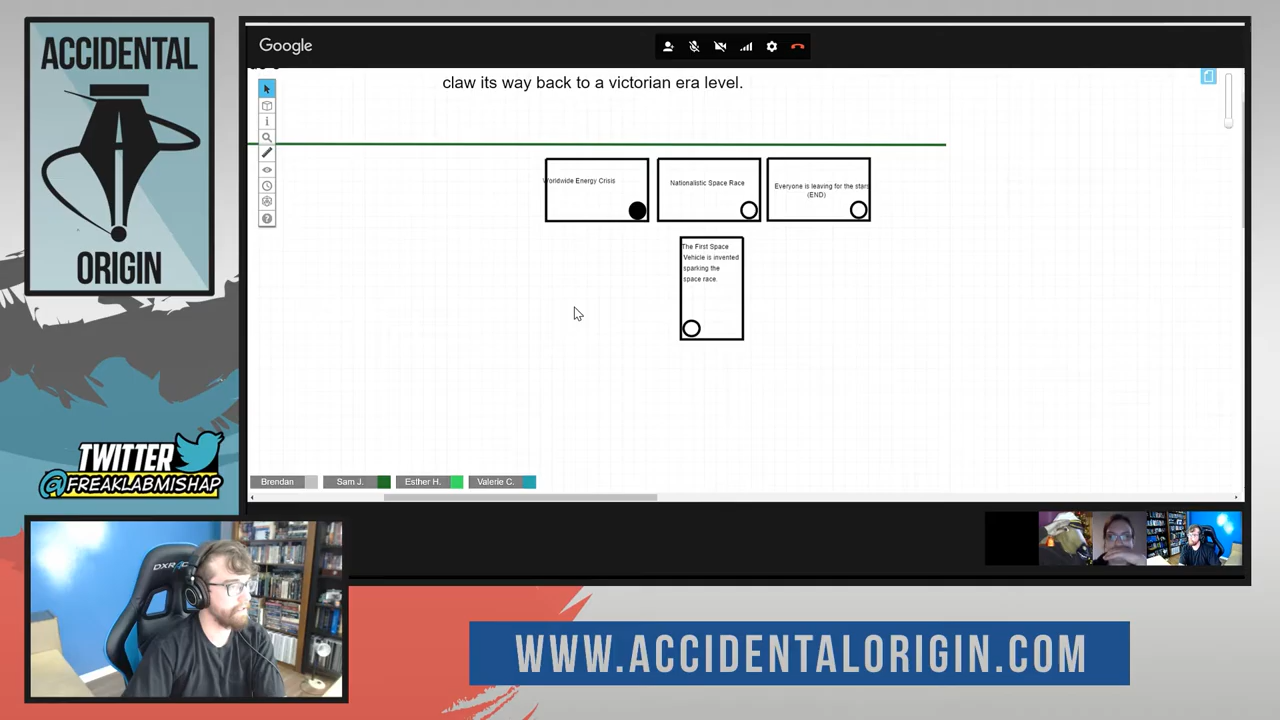 ACCIDENTAL
ORIGIN
Google
claw its way back to a victorian era level.
Worldwide Energy Crisis
Nationalistic Space Race
Everyone is leaving for the stars
(END)
The First Space
Vehicle is invented
sparking the
space race.
Brendan
Sam J.
Esther H.
Valerie C.
TWITTER
@FREAKLABMISHAP
DXR
WWW.ACCIDENTALORIGIN.COM